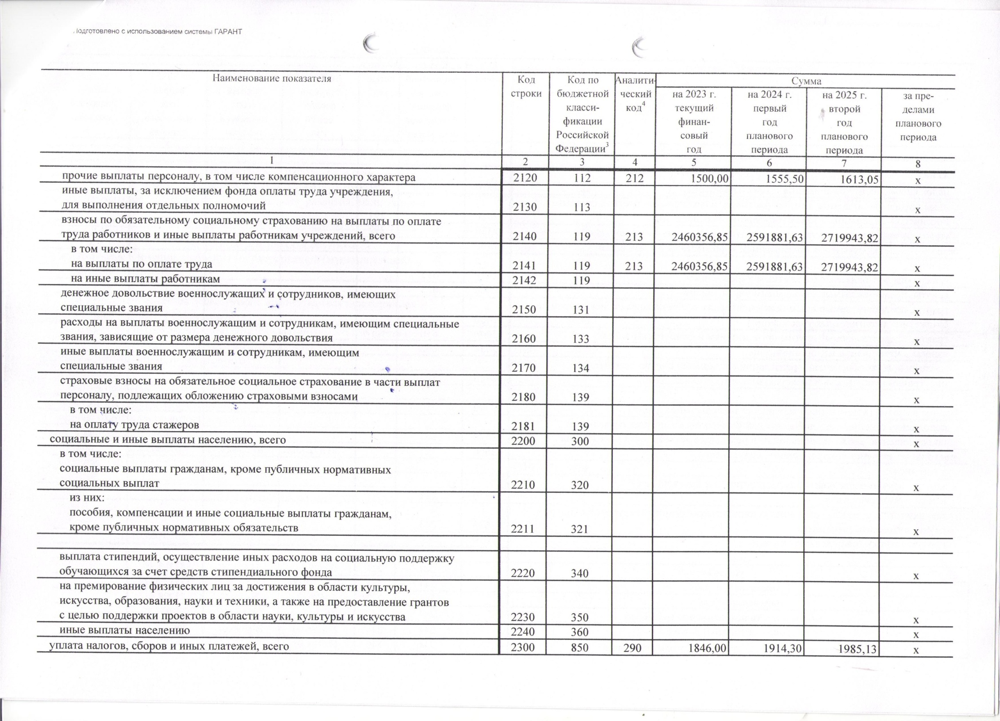 Подготовлено с использованием системы ГАРАНТ
Наименование показателя
Код
строки
Код по
бюджетной
класси-
фикации
Российской
Федерации3
Аналити-
ческий
код4
Сумма
на 2023 г.
текущий
финан-
совый
год
на 2024 г.
первый
год
планового
периода
на 2025 г.
второй
год
планового
периода
за пре-
делами
планового
периода
1 2 3 4 5 6 7 8
прочие выплаты персоналу, в том числе компенсационного характера 2120 112 212 1500,00 1555,50 1613,05 х
иные выплаты, за исключением фонда оплаты труда учреждения,
для выполнения отдельных полномочий 2130 113 х
взносы по обязательному социальному страхованию на выплаты по оплате
труда работников и иные выплаты работникам учреждений, всего 2140 119 213 2460356,85 2591881,63 2719943,82 х
в том числе:
на выплаты по оплате труда 2141 119 213 2460356,85 2591881,63 2719943,82 х
на иные выплаты работникам 2142 119 х
денежное довольствие военнослужащих и сотрудников, имеющих
специальные звания 2150 131 х
расходы на выплаты военнослужащим и сотрудникам, имеющим специальные
звания, зависящие от размера денежного довольствия 2160 133 х
иные выплаты военнослужащим и сотрудникам, имеющим
специальные звания 2170 134 х
страховые взносы на обязательное социальное страхование в части выплат
персоналу, подлежащих обложению страховыми взносами 2180 139 х
в том числе:
на оплату труда стажеров 2181 139 х
социальные и иные выплаты населению, всего 2200 300 х
в том числе:
социальные выплаты гражданам, кроме публичных нормативных
социальных выплат 2210 320 х
из них:
пособия, компенсации и иные социальные выплаты гражданам,
кроме публичных нормативных обязательств 2211 321 х
выплата стипендий, осуществление иных расходов на социальную поддержку
обучающихся за счет средств стипендиального фонда 2220 340 х
на премирование физических лиц за достижения в области культуры,
искусства, образования, науки и техники, а также на предоставление грантов
с целью поддержки проектов в области науки, культуры и искусства 2230 350 х
иные выплаты населению 2240 360 х
уплата налогов, сборов и иных платежей, всего 2300 850 290 1846,00 1914,30 1985,13 х